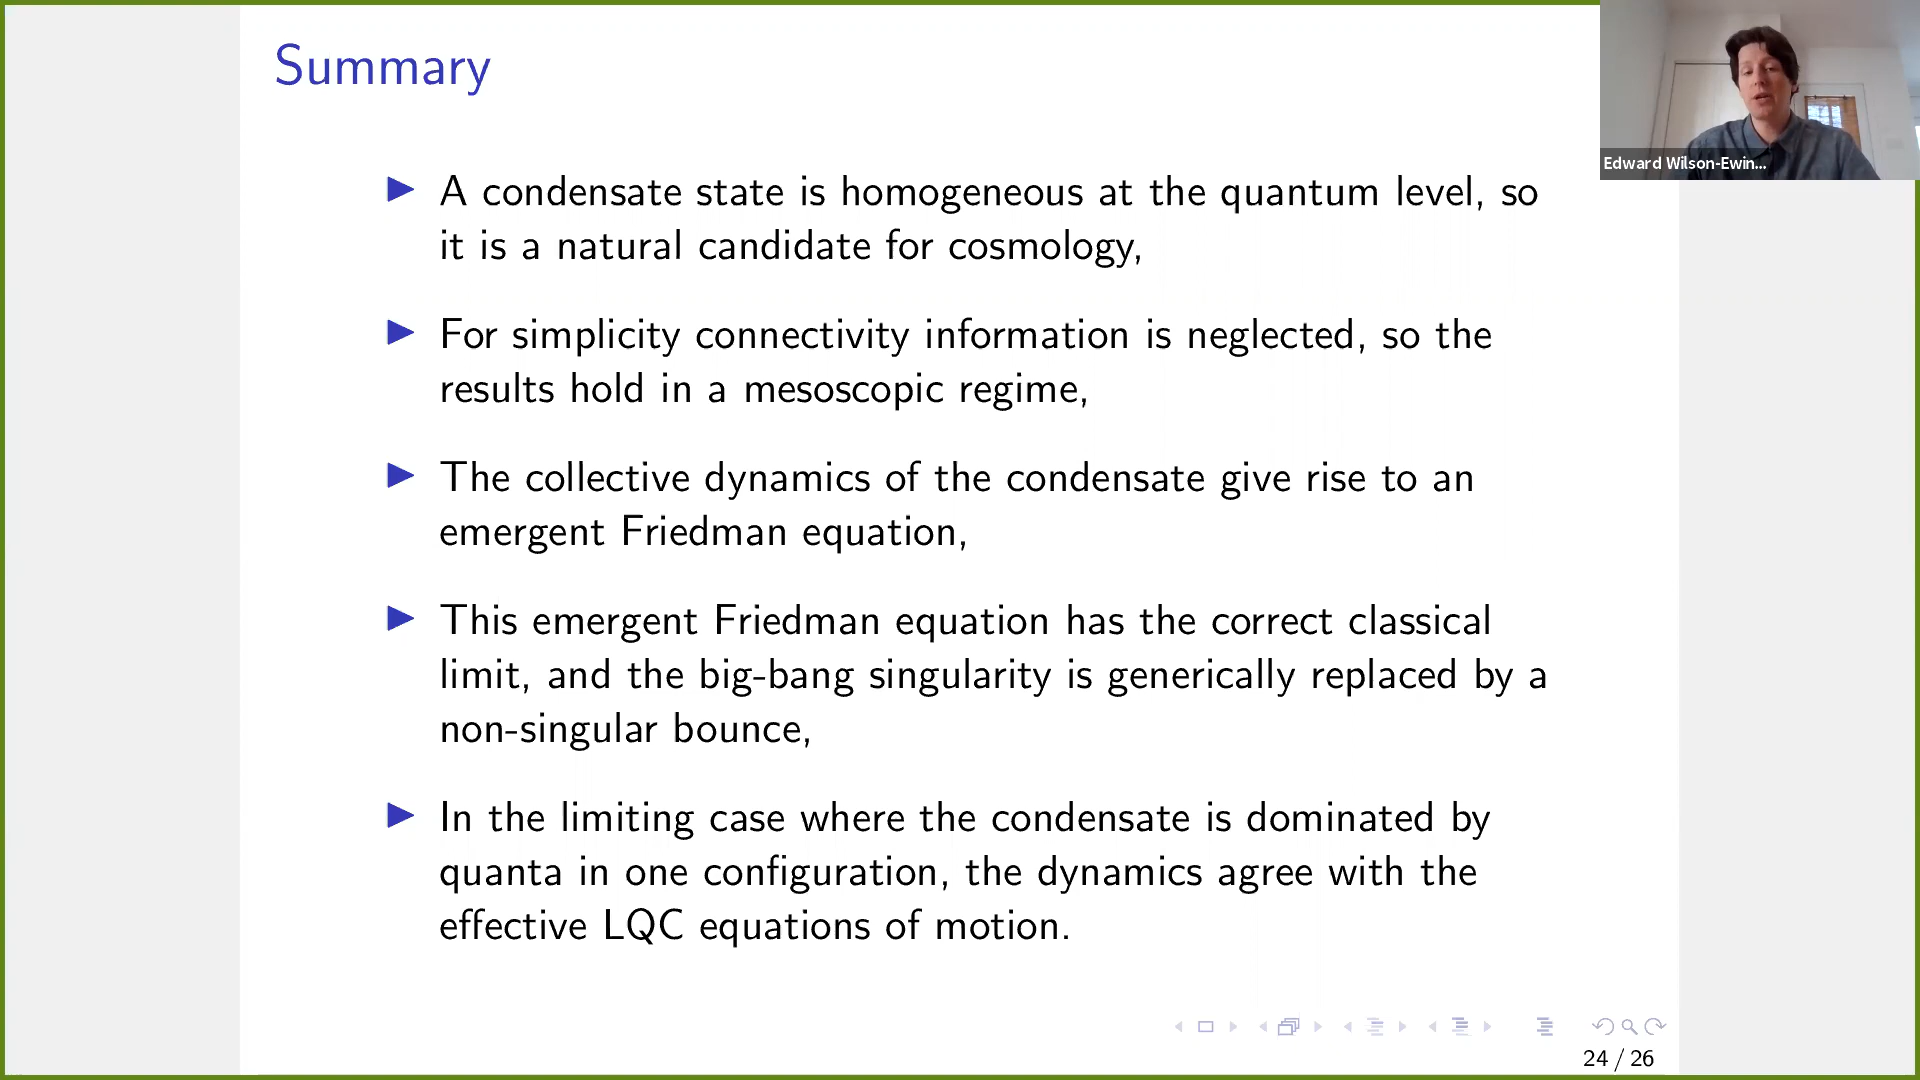 Summary
Edward Wilson-Ewin...
▶ A condensate state is homogeneous at the quantum level, so
it is a natural candidate for cosmology,
▶ For simplicity connectivity information is neglected, so the
results hold in a mesoscopic regime,
▶ The collective dynamics of the condensate give rise to an
emergent Friedman equation,
▶ This emergent Friedman equation has the correct classical
limit, and the big-bang singularity is generically replaced by a
non-singular bounce,
▶ In the limiting case where the condensate is dominated by
quanta in one configuration, the dynamics agree with the
effective LQC equations of motion.
24 / 26